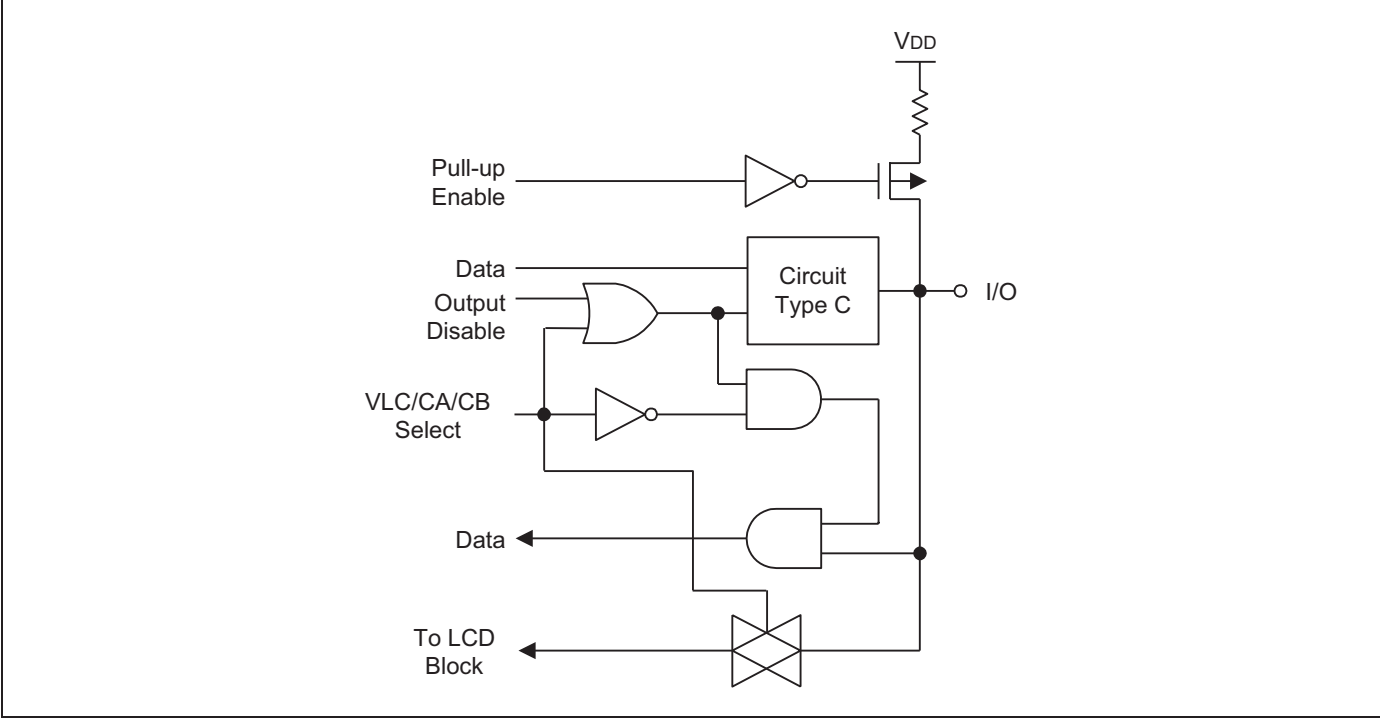 VDD
Pull-up
Enable
Data
Output
Disable
Circuit
Type C
I/O
VLC/CA/CB
Select
Data
To LCD
Block